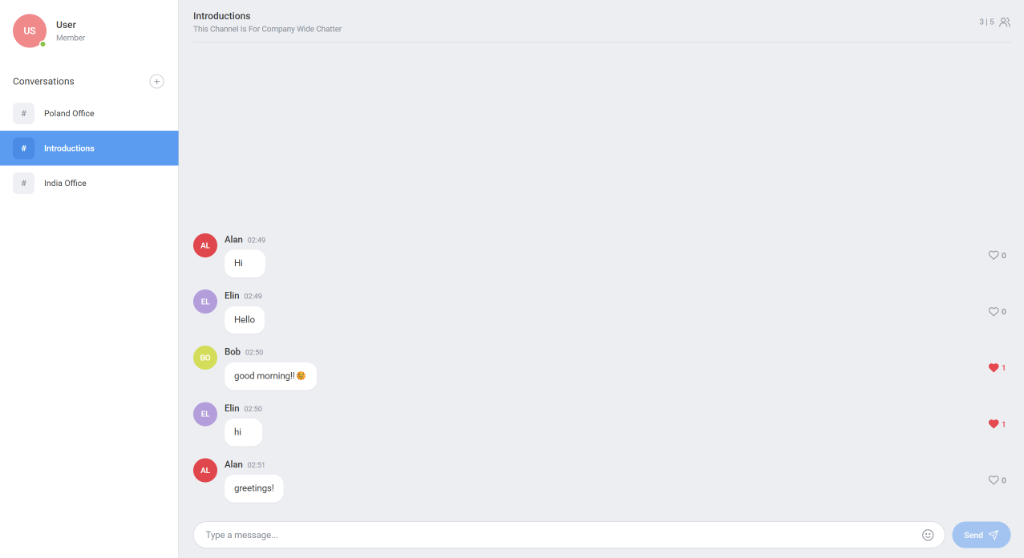 US
User
Member
Conversations
# Poland Office
# Introductions
# India Office
Introductions
This Channel Is For Company Wide Chatter
3 | 5
AL
Alan 02:49
Hi
0
EL
Elin 02:49
Hello
0
BO
Bob 02:50
good morning!!
1
EL
Elin 02:50
hi
1
AL
Alan 02:51
greetings!
0
Type a message...
Send